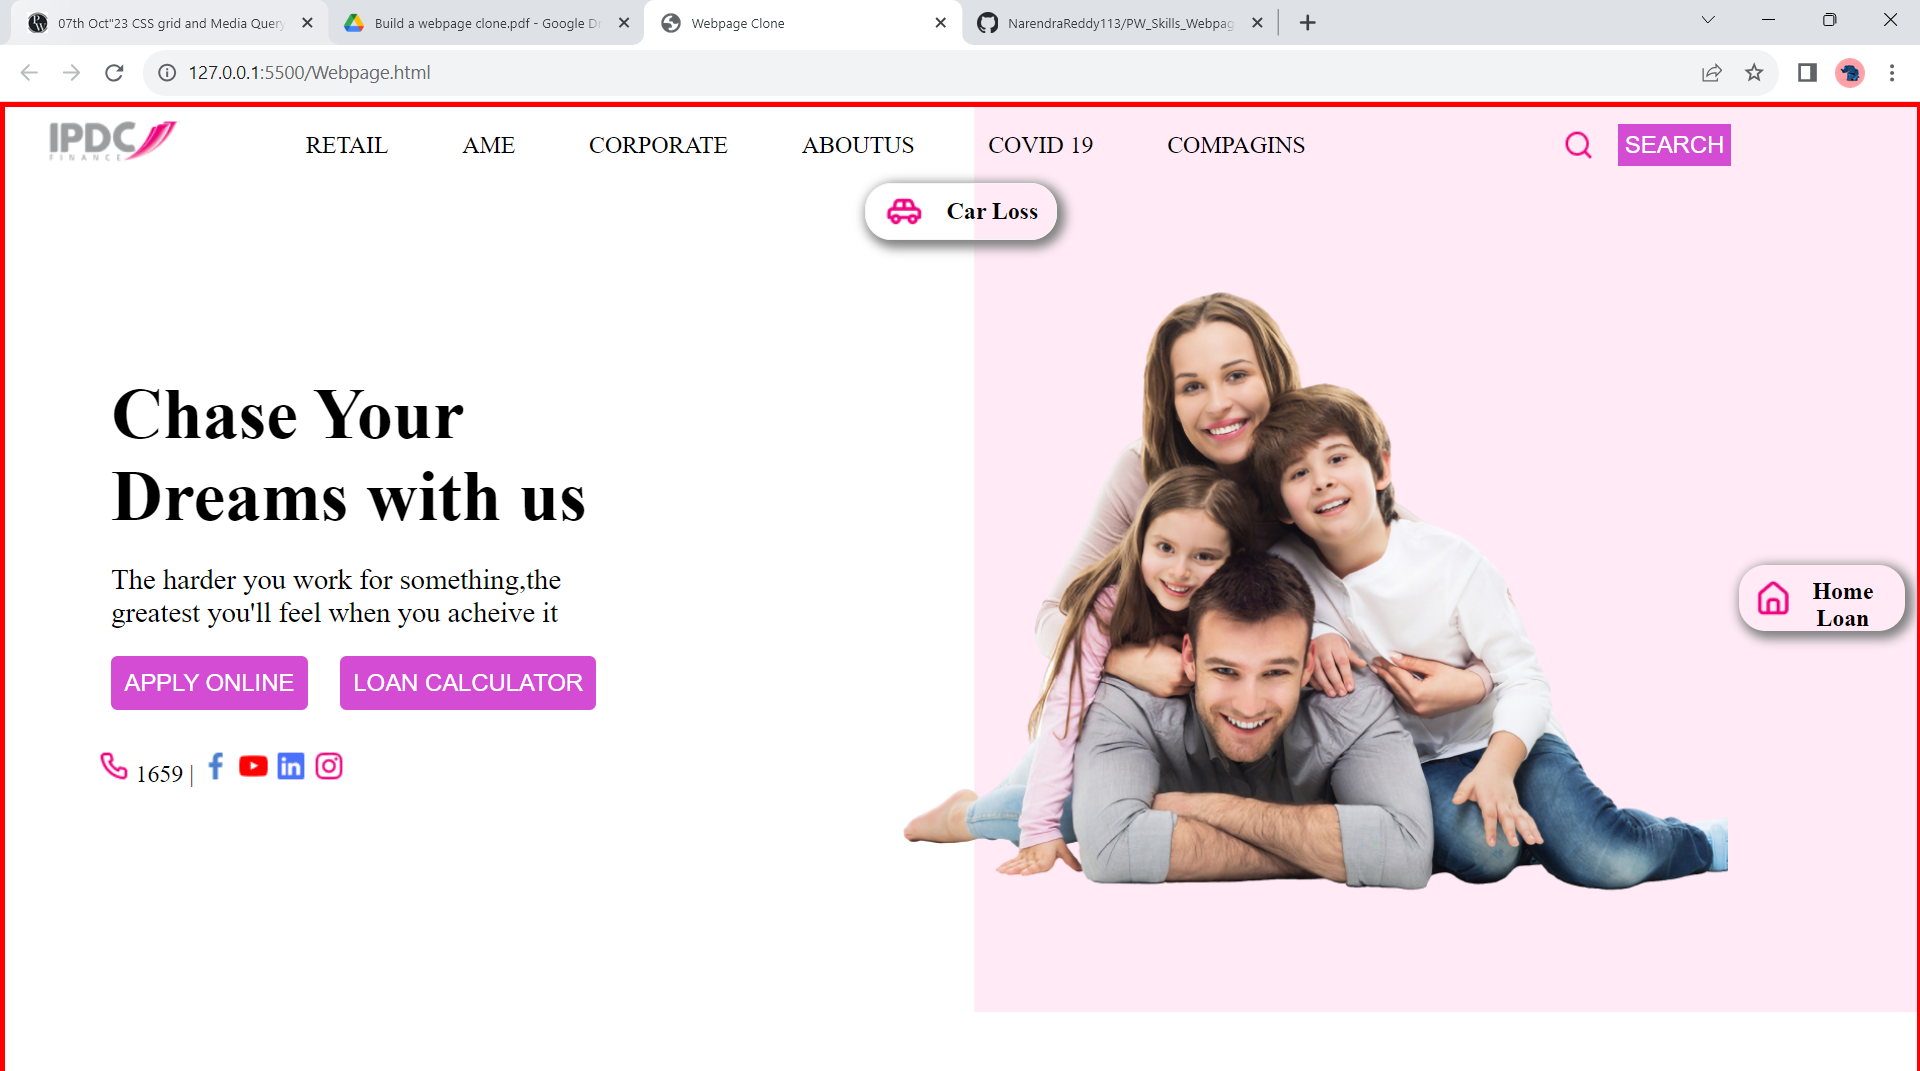 07th Oct"23 CSS grid and Media Query
Build a webpage clone.pdf - Google Dr
Webpage Clone
NarendraReddy113/PW_Skills_Webpag
127.0.0.1:5500/Webpage.html
IPDC
FINANCE
RETAIL AME CORPORATE ABOUTUS COVID 19 COMPAGINS
SEARCH
Car Loss
Chase Your
Dreams with us
The harder you work for something,the
greatest you'll feel when you acheive it
Home
Loan
APPLY ONLINE LOAN CALCULATOR
1659 |